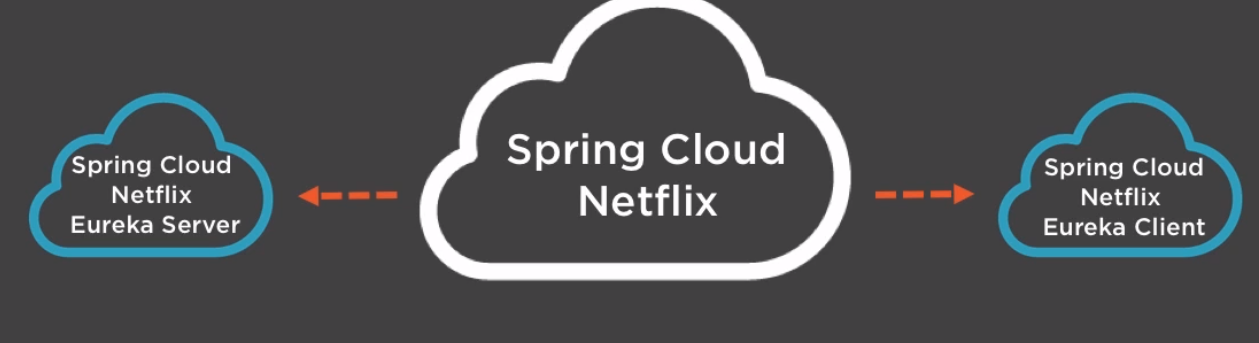 Spring Cloud
Netflix
Eureka Server
Spring Cloud
Netflix
Spring Cloud
Netflix
Eureka Client